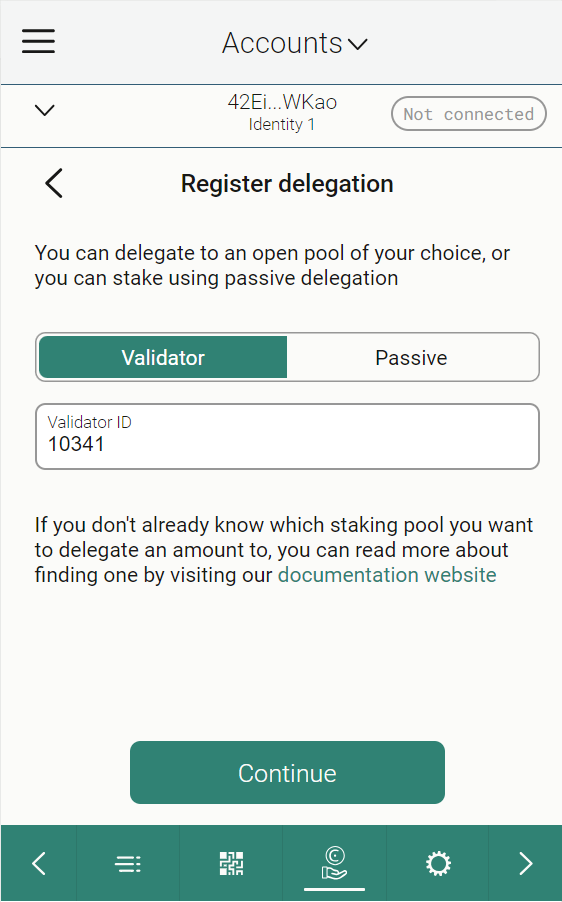 Accounts
42Ei...WKao
Identity 1
Not connected
Register delegation
You can delegate to an open pool of your choice, or
you can stake using passive delegation
Validator
Passive
Validator ID
10341
If you don't already know which staking pool you want
to delegate an amount to, you can read more about
finding one by visiting our documentation website
Continue